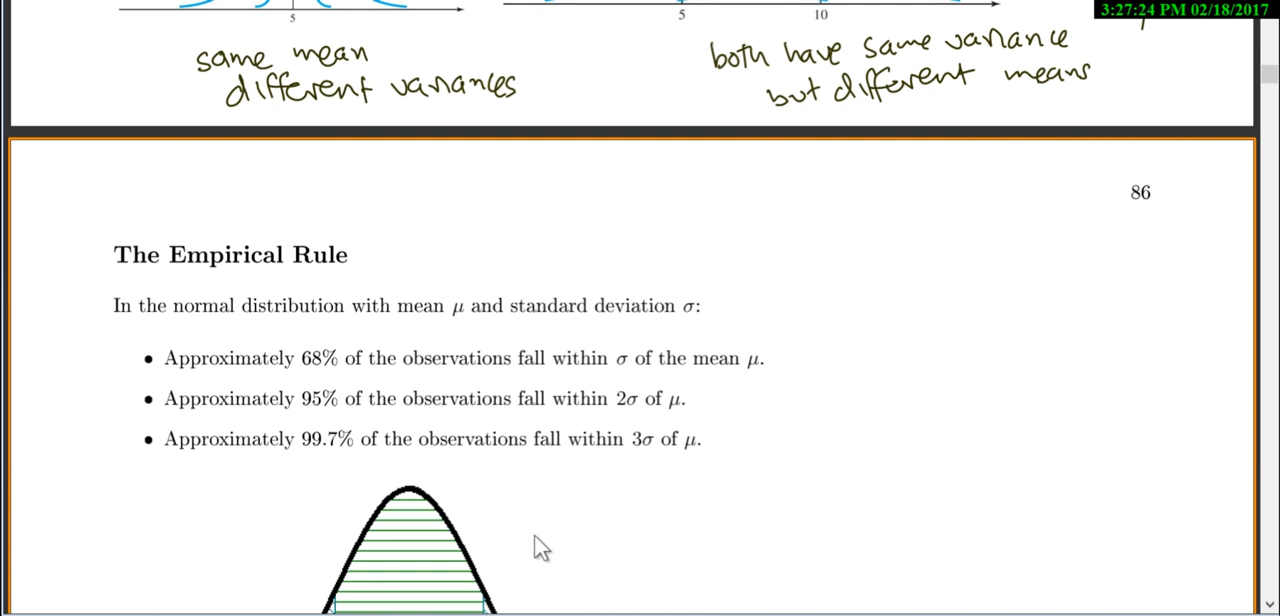 3:27:24 PM 02/18/2017
5
5 10
same mean
different variances
both have same variance
but different means
86
The Empirical Rule
In the normal distribution with mean μ and standard deviation σ:
• Approximately 68% of the observations fall within σ of the mean μ.
• Approximately 95% of the observations fall within 2σ of μ.
• Approximately 99.7% of the observations fall within 3σ of μ.